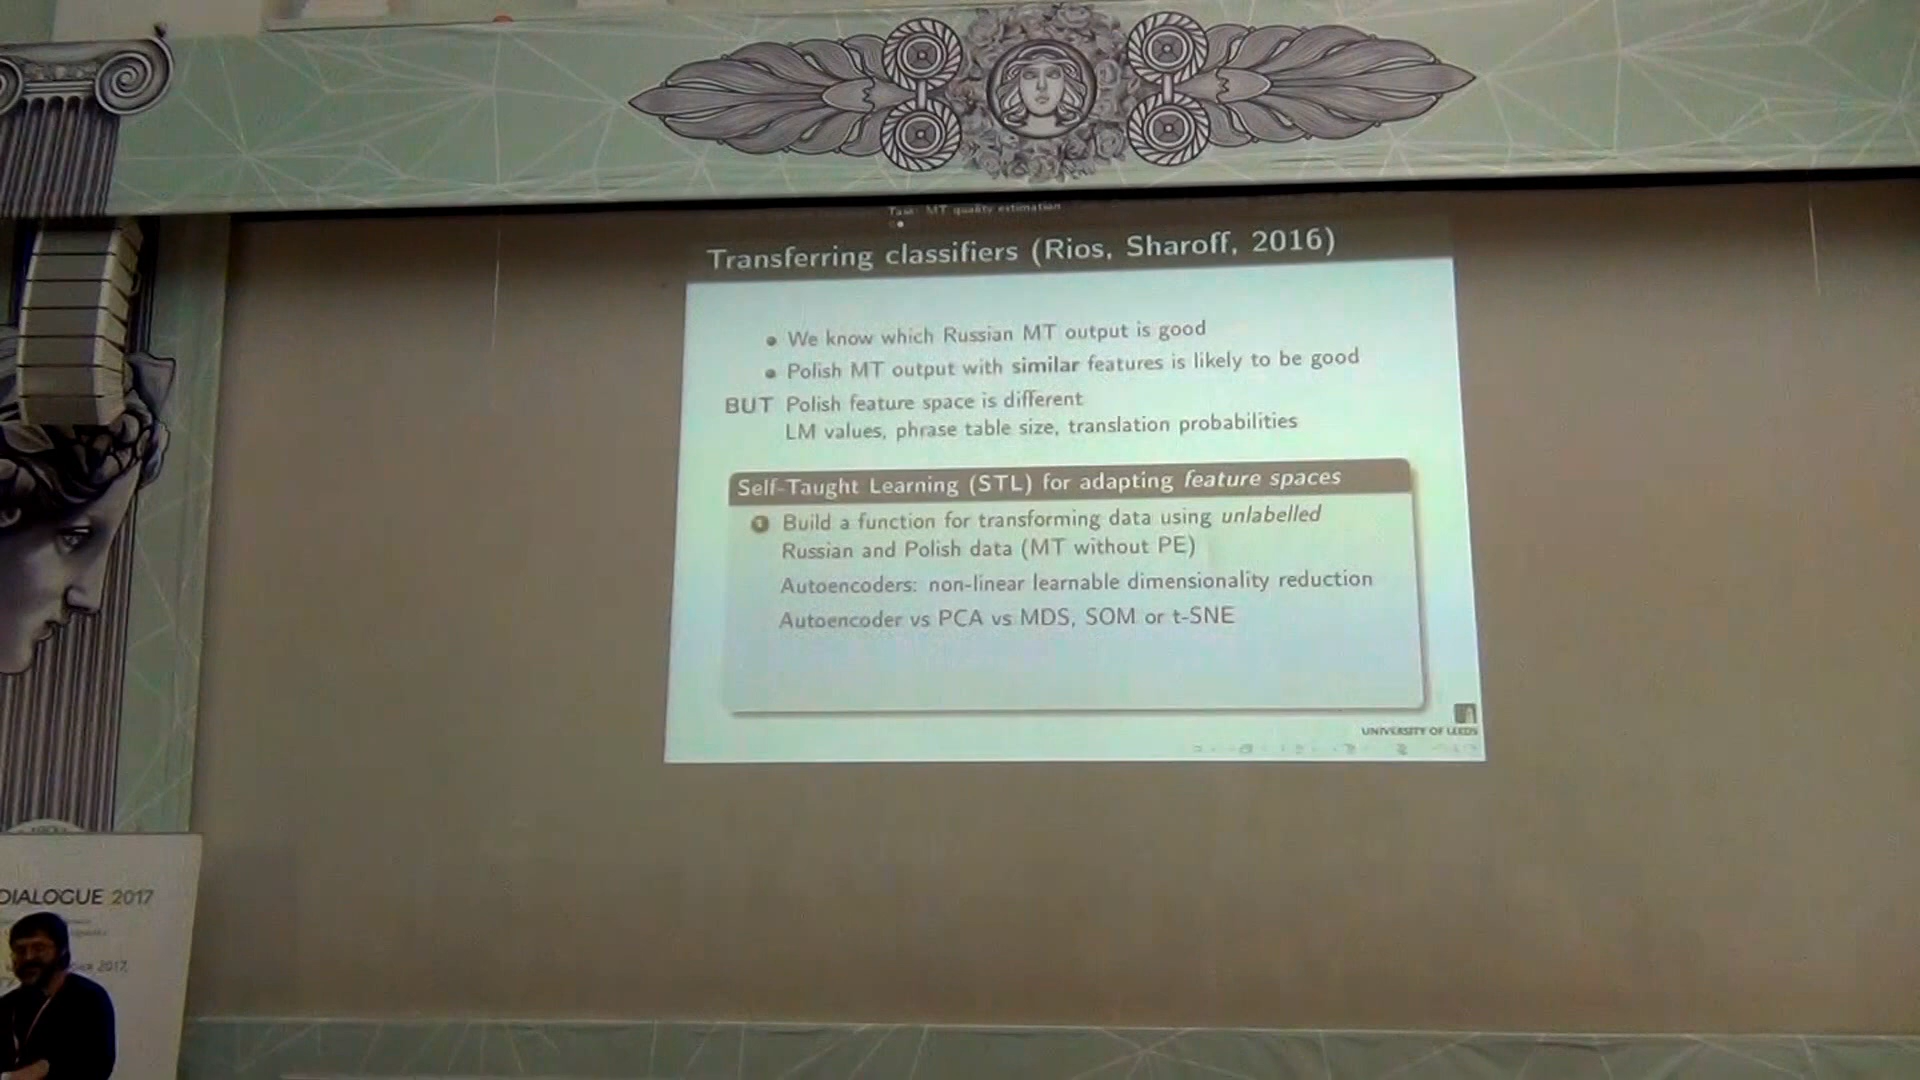 Task: MT quality estimation
Transferring classifiers (Rios, Sharoff, 2016)
• We know which Russian MT output is good
• Polish MT output with similar features is likely to be good
BUT Polish feature space is different
LM values, phrase table size, translation probabilities
Self-Taught Learning (STL) for adapting feature spaces
1 Build a function for transforming data using unlabelled
Russian and Polish data (MT without PE)
Autoencoders: non-linear learnable dimensionality reduction
Autoencoder vs PCA vs MDS, SOM or t-SNE
UNIVERSITY OF LEEDS
DIALOGUE 2017
2017,